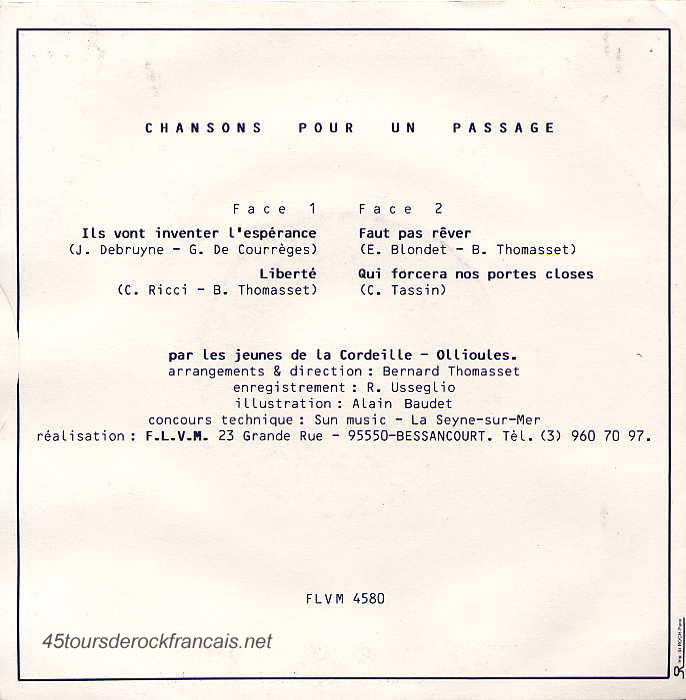 CHANSONS POUR UN PASSAGE
Face 1
Ils vont inventer l'espérance
(J. Debruyne - G. De Courrèges)
Liberté
(C. Ricci - B. Thomasset)
Face 2
Faut pas rêver
(E. Blondet - B. Thomasset)
Qui forcera nos portes closes
(C. Tassin)
par les jeunes de la Cordeille - Ollioules.
arrangements & direction : Bernard Thomasset
enregistrement : R. Usseglio
illustration : Alain Baudet
concours technique : Sun music - La Seyne-sur-Mer
réalisation : F.L.V.M. 23 Grande Rue - 95550-BESSANCOURT. Tèl. (3) 960 70 97.
FLVM 4580
45toursderockfrancais.net